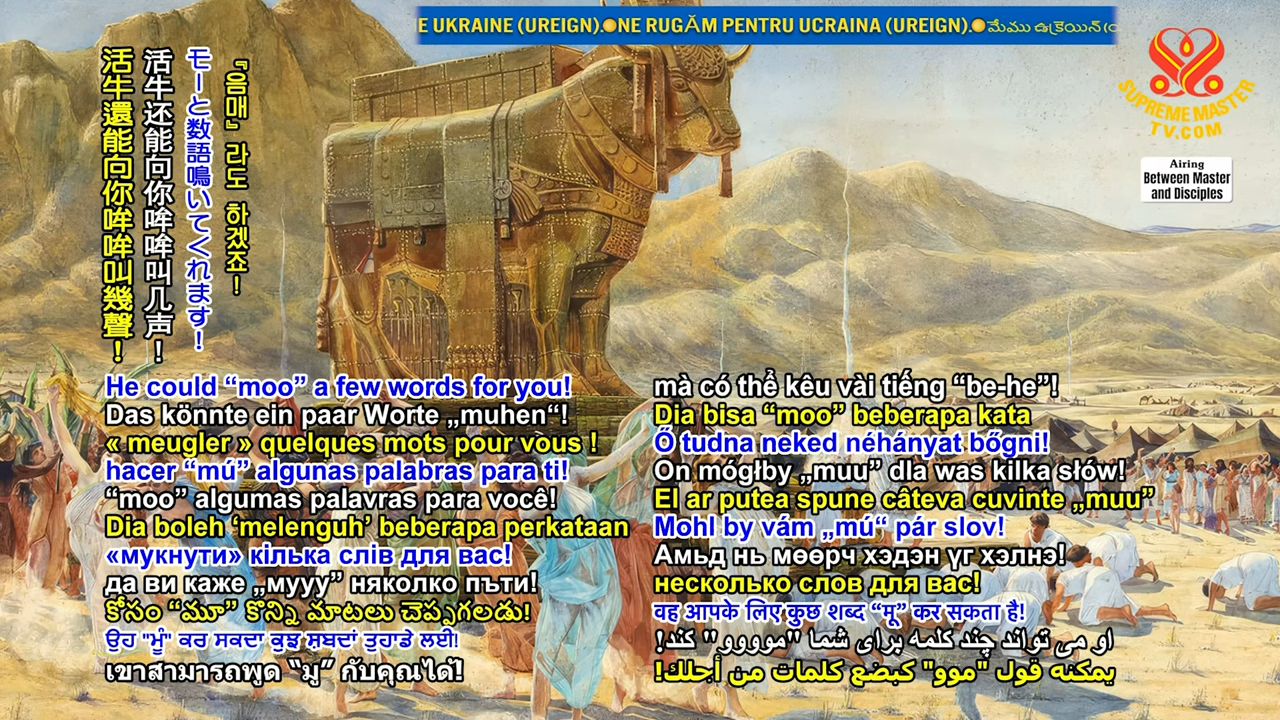 E UKRAINE (UREIGN). NE RUGĂM PENTRU UCRAINA (UREIGN). మేము ఉక్రెయిన్
SUPREME MASTER
TV.COM
Airing
Between Master
and Disciples
『음매』라도 하겠죠!
モーと数語鳴いてくれます!
活牛还能向你哞哞叫几声!
活牛還能向你哞哞叫幾聲!
He could “moo” a few words for you!
Das könnte ein paar Worte „muhen“!
« meugler » quelques mots pour vous !
hacer “mú” algunas palabras para ti!
“moo” algumas palavras para você!
Dia boleh ‘melenguh’ beberapa perkataan
«мукнути» кілька слів для вас!
да ви каже „мууу” няколко пъти!
కోసం “మూ” కొన్ని మాటలు చెప్పగలడు!
ਉਹ "ਮੂੰ" ਕਰ ਸਕਦਾ ਕੁਝ ਸ਼ਬਦਾਂ ਤੁਹਾਡੇ ਲਈ!
เขาสามารถพูด “มู” กับคุณได้!
mà có thể kêu vài tiếng “be-he”!
Dia bisa “moo” beberapa kata
Ő tudna neked néhányat bőgni!
On mógłby „muu” dla was kilka słów!
El ar putea spune câteva cuvinte „muu”
Mohl by vám „mú“ pár slov!
Амьд нь мөөрч хэдэн үг хэлнэ!
несколько слов для вас!
वह आपके लिए कुछ शब्द “मू” कर सकता है!
او می تواند چند کلمه برای شما "موووو" کند!
يمكنه قول "موو" كبضع كلمات من أجلك!